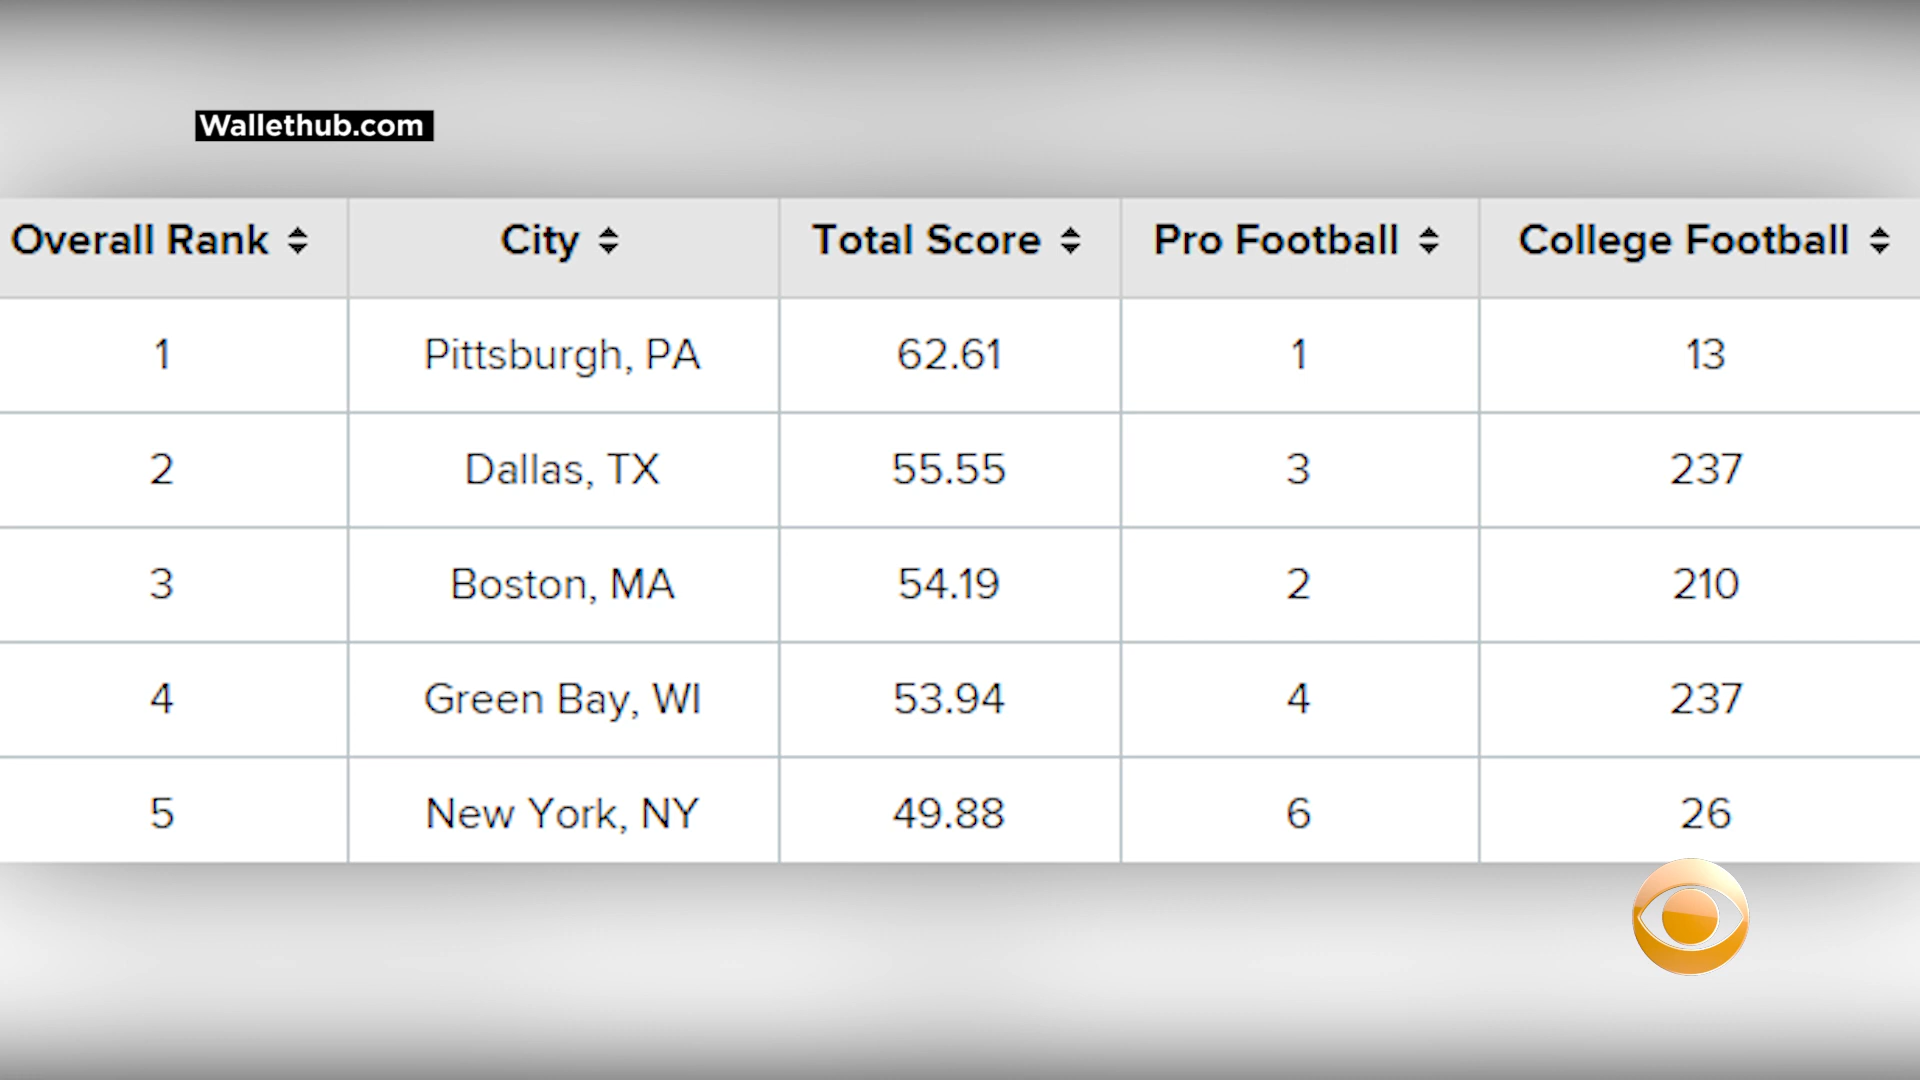 Wallethub.com
Overall Rank City Total Score Pro Football College Football
1 Pittsburgh, PA 62.61 1 13
2 Dallas, TX 55.55 3 237
3 Boston, MA 54.19 2 210
4 Green Bay, WI 53.94 4 237
5 New York, NY 49.88 6 26